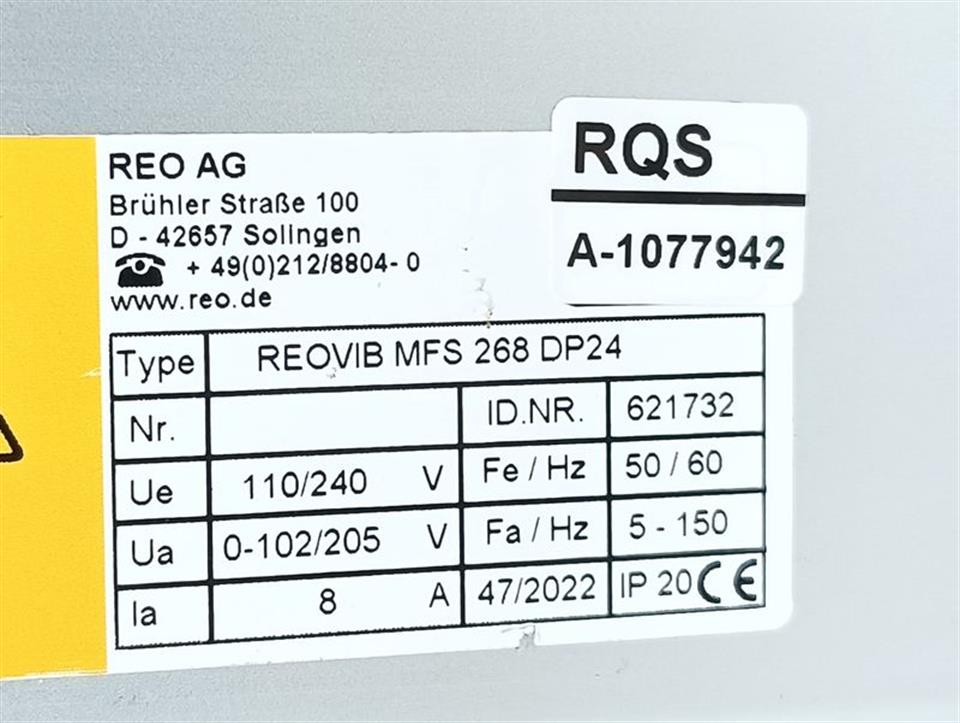 REO AG
Brühler Straße 100
D - 42657 Solingen
+ 49(0)212/8804- 0
www.reo.de
RQS
A-1077942
Type REOVIB MFS 268 DP24
Nr. ID.NR. 621732
Ue 110/240 V Fe / Hz 50 / 60
Ua 0-102/205 V Fa / Hz 5 - 150
Ia 8 A 47/2022 IP 20 CE